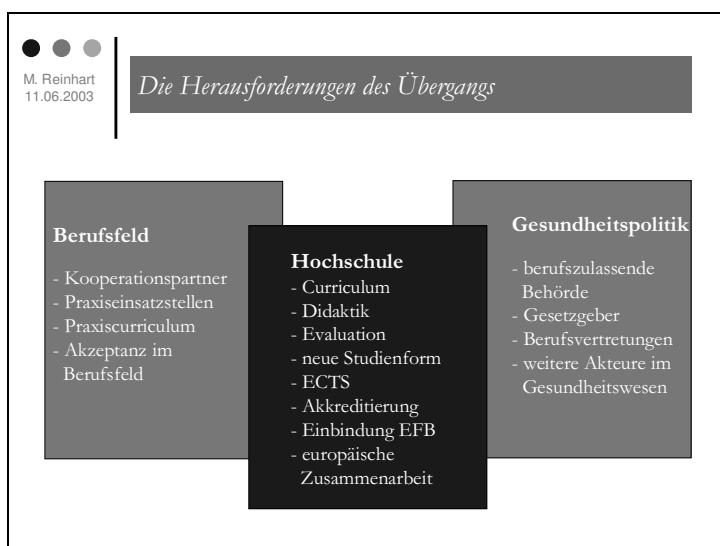 M. Reinhart
11.06.2003
Die Herausforderungen des Übergangs
Berufsfeld
- Kooperationspartner
- Praxiseinsatzstellen
- Praxiscurriculum
- Akzeptanz im
Berufsfeld
Hochschule
- Curriculum
- Didaktik
- Evaluation
- neue Studienform
- ECTS
- Akkreditierung
- Einbindung EFB
- europäische
Zusammenarbeit
Gesundheitspolitik
- berufszulassende
Behörde
- Gesetzgeber
- Berufsvertretungen
- weitere Akteure im
Gesundheitswesen